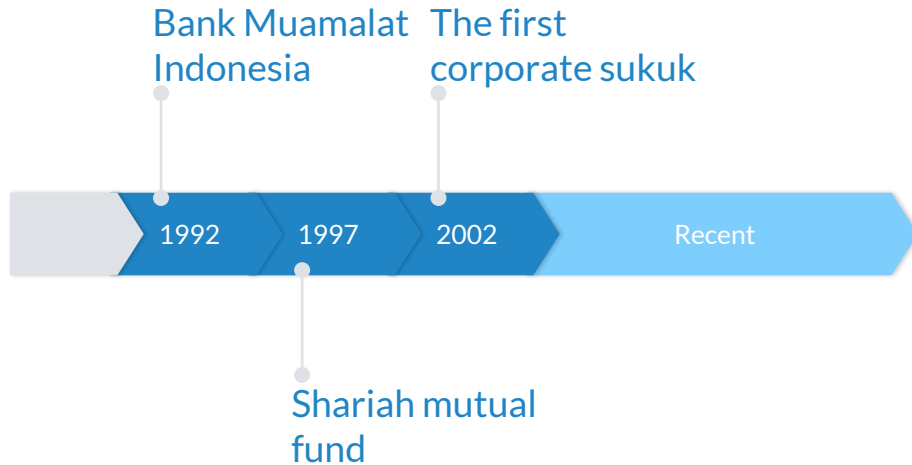 Bank Muamalat
Indonesia
The first
corporate sukuk
1992
1997
2002
Recent
Shariah mutual
fund